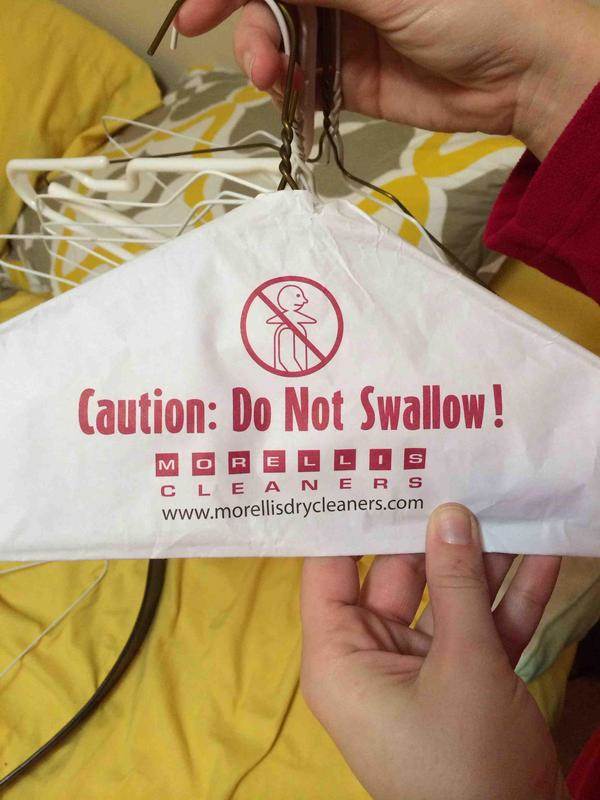 Caution: Do Not Swallow!
MORELLIS
CLEANERS
www.morellisdrycleaners.com